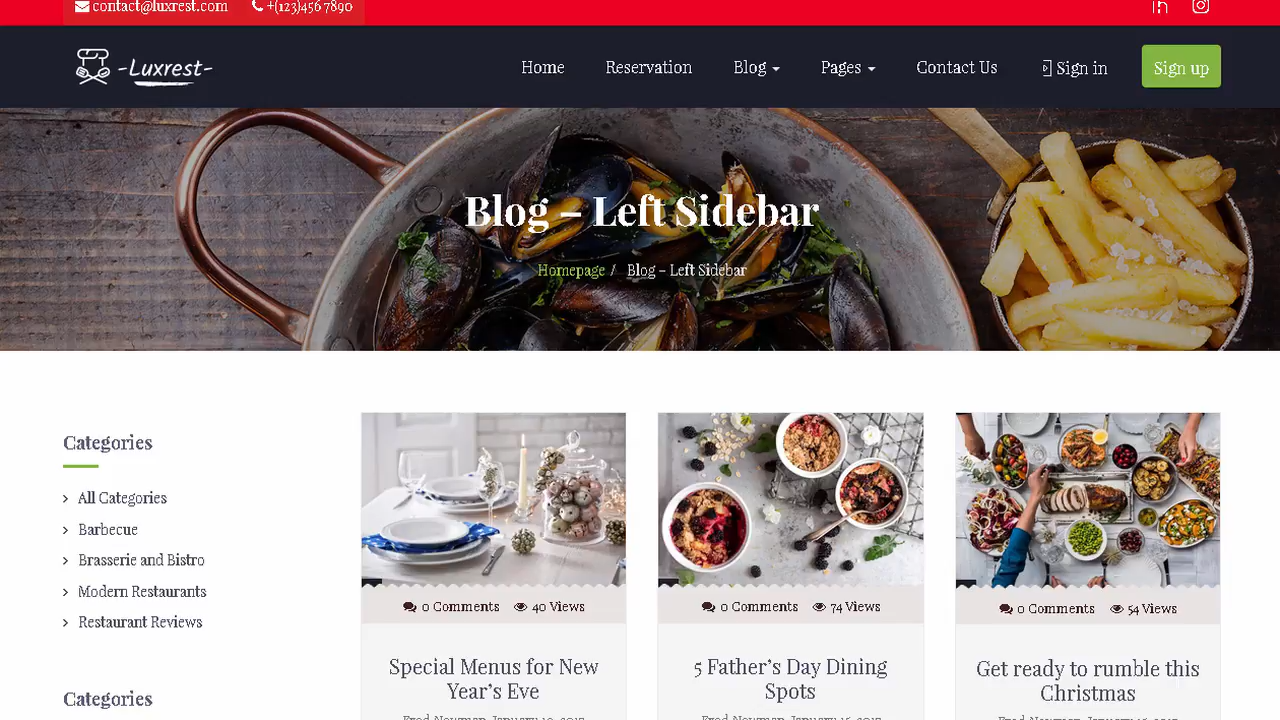 contact@luxrest.com +(123)456 7890
-Luxrest-
Home Reservation Blog Pages Contact Us Sign in Sign up
Blog – Left Sidebar
Homepage / Blog – Left Sidebar
Categories
All Categories
Barbecue
Brasserie and Bistro
Modern Restaurants
Restaurant Reviews
Categories
0 Comments 40 Views
Special Menus for New
Year's Eve
0 Comments 74 Views
5 Father's Day Dining
Spots
0 Comments 54 Views
Get ready to rumble this
Christmas